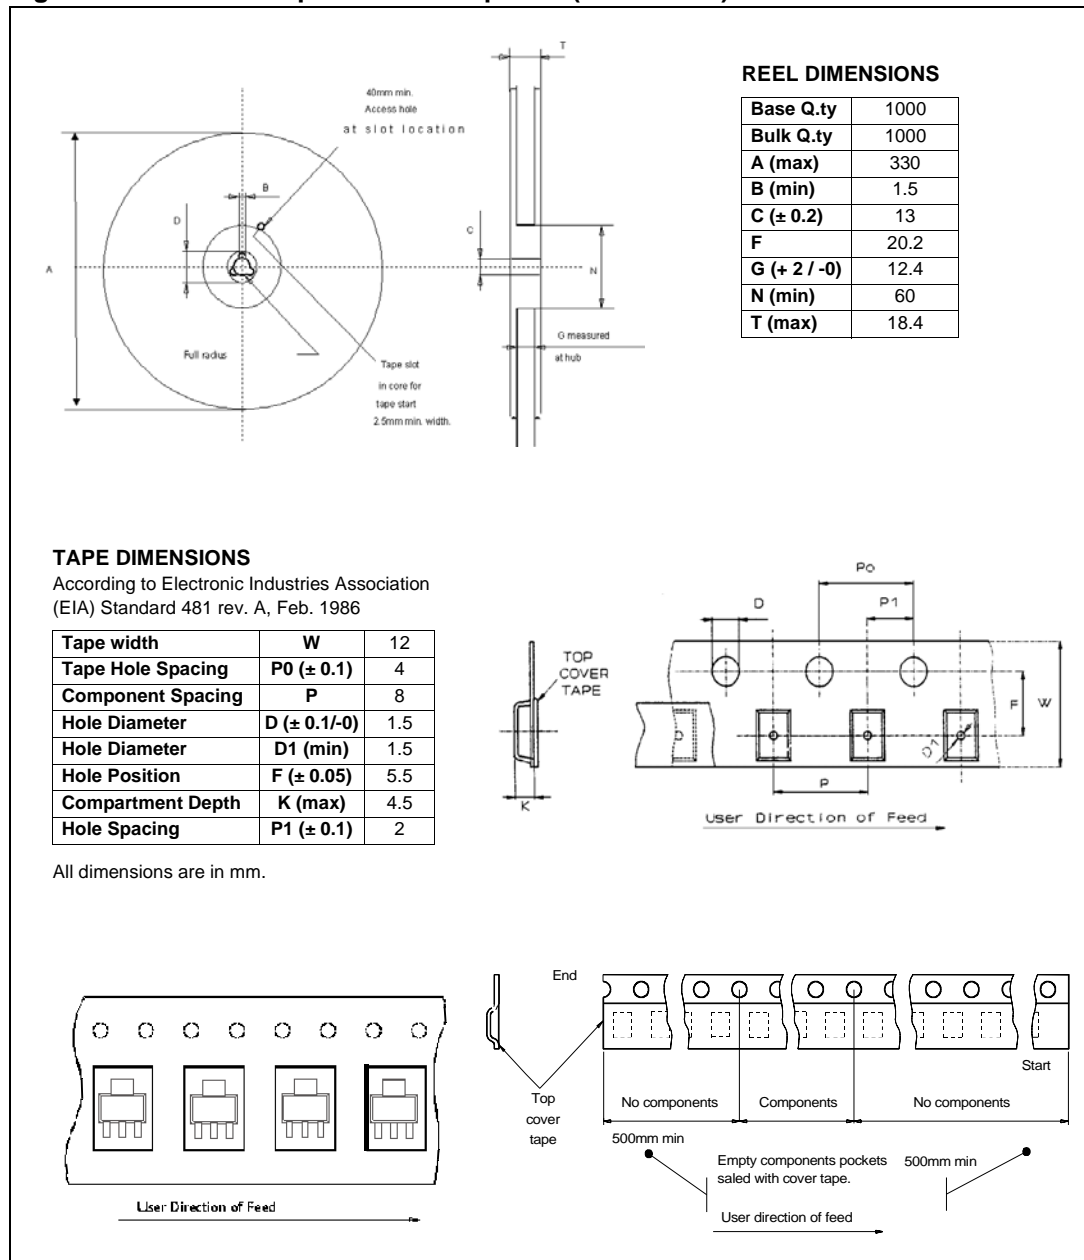 T
40mm min.
Access hole
at slot location
B
D
C
A
N
G measured
at hub
Full radius
Tape slot
in core for
tape start
2.5mm min. width.
REEL DIMENSIONS
Base Q.ty 1000
Bulk Q.ty 1000
A (max) 330
B (min) 1.5
C (± 0.2) 13
F 20.2
G (+ 2 / -0) 12.4
N (min) 60
T (max) 18.4
TAPE DIMENSIONS
According to Electronic Industries Association
(EIA) Standard 481 rev. A, Feb. 1986
Tape width W 12
Tape Hole Spacing P0 (± 0.1) 4
Component Spacing P 8
Hole Diameter D (± 0.1/-0) 1.5
Hole Diameter D1 (min) 1.5
Hole Position F (± 0.05) 5.5
Compartment Depth K (max) 4.5
Hole Spacing P1 (± 0.1) 2
All dimensions are in mm.
Po
D
P1
TOP
COVER
TAPE
F
W
D1
P
K
User Direction of Feed
User Direction of Feed
End
Start
Top
cover
tape
No components
Components
No components
500mm min
Empty components pockets
saled with cover tape.
500mm min
User direction of feed